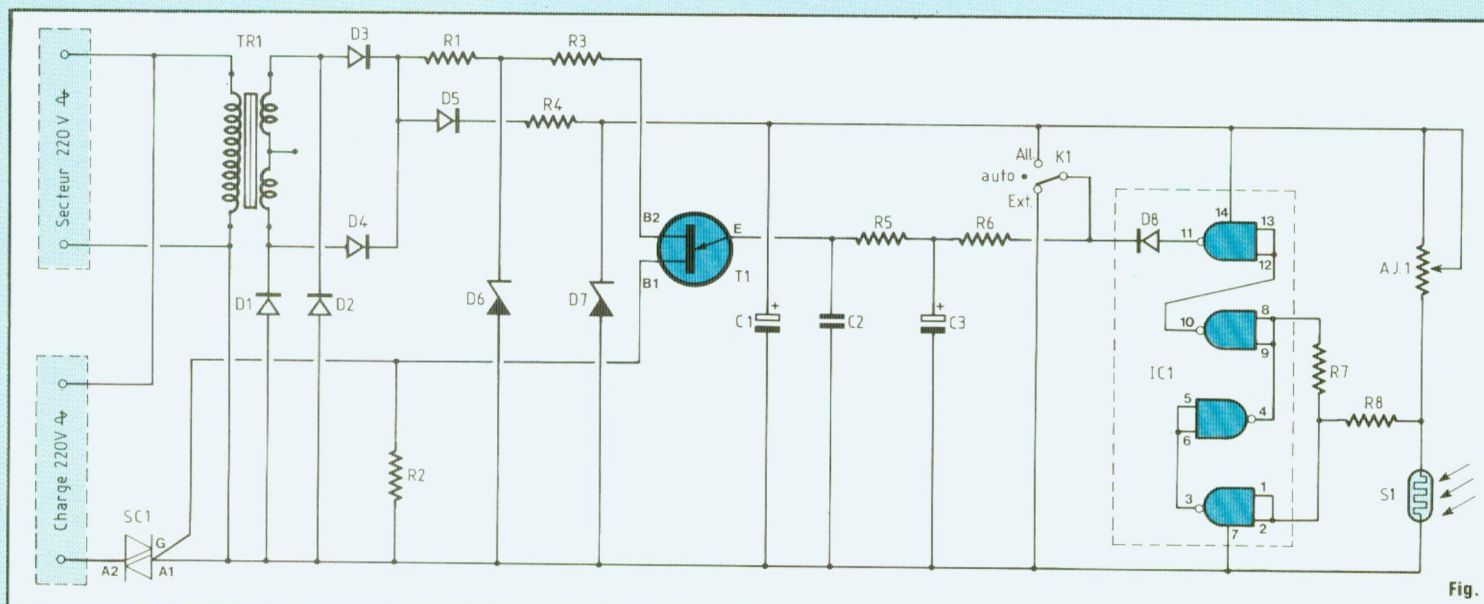 Secteur 220 V
Charge 220V
TR1
D3
R1
R3
D5
R4
D4
D1
D2
D6
D7
B2
E
B1
T1
R2
SC1
G
A2
A1
+
C1
C2
+
C3
R5
R6
All.
K1
auto
Ext.
D8
14
13
11
12
10
8
9
IC1
5
6
4
3
1
2
7
R7
R8
AJ.1
S1
Fig.